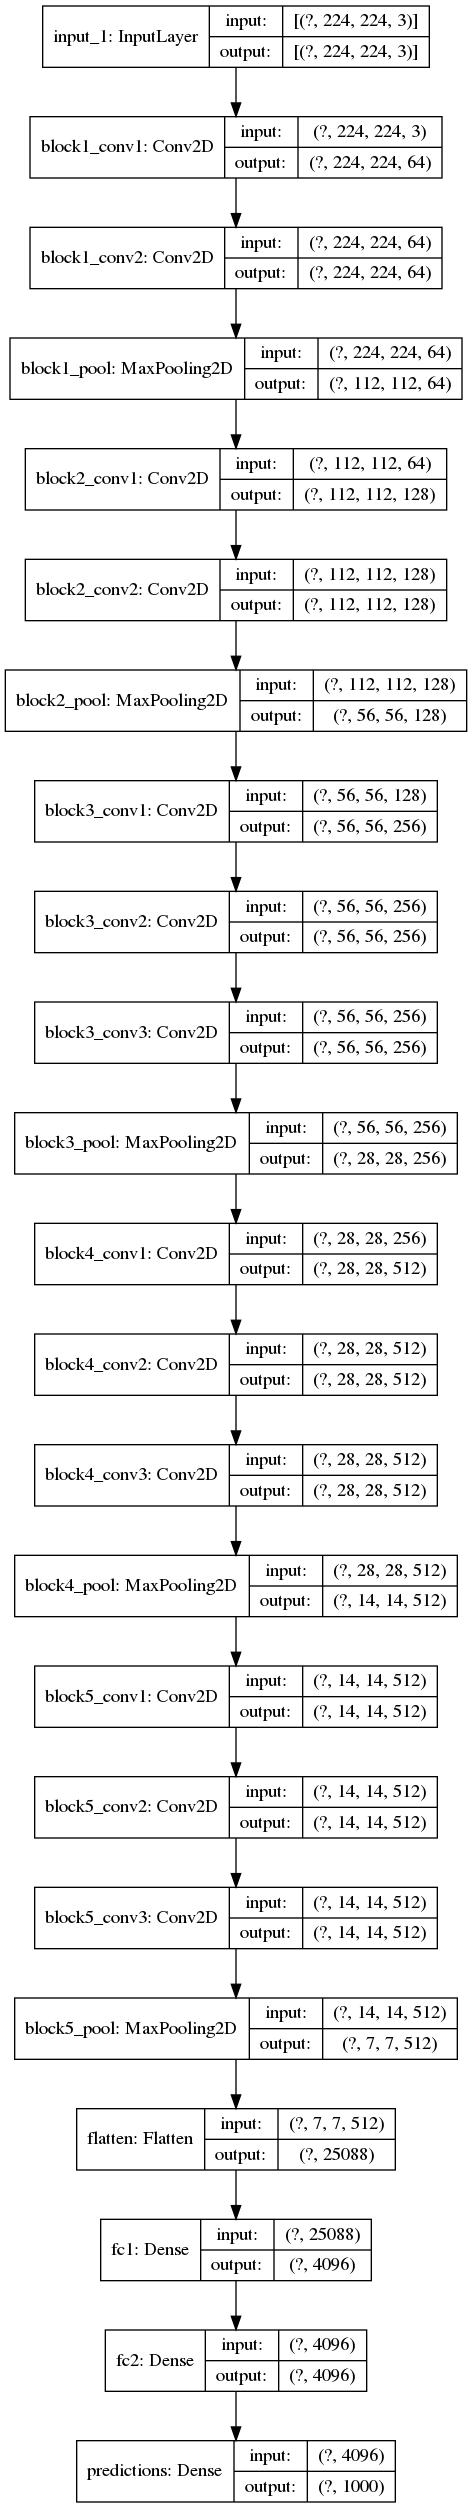 input_1: InputLayer
input:
[(?, 224, 224, 3)]
output:
[(?, 224, 224, 3)]
block1_conv1: Conv2D
input:
(?, 224, 224, 3)
output:
(?, 224, 224, 64)
block1_conv2: Conv2D
input:
(?, 224, 224, 64)
output:
(?, 224, 224, 64)
block1_pool: MaxPooling2D
input:
(?, 224, 224, 64)
output:
(?, 112, 112, 64)
block2_conv1: Conv2D
input:
(?, 112, 112, 64)
output:
(?, 112, 112, 128)
block2_conv2: Conv2D
input:
(?, 112, 112, 128)
output:
(?, 112, 112, 128)
block2_pool: MaxPooling2D
input:
(?, 112, 112, 128)
output:
(?, 56, 56, 128)
block3_conv1: Conv2D
input:
(?, 56, 56, 128)
output:
(?, 56, 56, 256)
block3_conv2: Conv2D
input:
(?, 56, 56, 256)
output:
(?, 56, 56, 256)
block3_conv3: Conv2D
input:
(?, 56, 56, 256)
output:
(?, 56, 56, 256)
block3_pool: MaxPooling2D
input:
(?, 56, 56, 256)
output:
(?, 28, 28, 256)
block4_conv1: Conv2D
input:
(?, 28, 28, 256)
output:
(?, 28, 28, 512)
block4_conv2: Conv2D
input:
(?, 28, 28, 512)
output:
(?, 28, 28, 512)
block4_conv3: Conv2D
input:
(?, 28, 28, 512)
output:
(?, 28, 28, 512)
block4_pool: MaxPooling2D
input:
(?, 28, 28, 512)
output:
(?, 14, 14, 512)
block5_conv1: Conv2D
input:
(?, 14, 14, 512)
output:
(?, 14, 14, 512)
block5_conv2: Conv2D
input:
(?, 14, 14, 512)
output:
(?, 14, 14, 512)
block5_conv3: Conv2D
input:
(?, 14, 14, 512)
output:
(?, 14, 14, 512)
block5_pool: MaxPooling2D
input:
(?, 14, 14, 512)
output:
(?, 7, 7, 512)
flatten: Flatten
input:
(?, 7, 7, 512)
output:
(?, 25088)
fc1: Dense
input:
(?, 25088)
output:
(?, 4096)
fc2: Dense
input:
(?, 4096)
output:
(?, 4096)
predictions: Dense
input:
(?, 4096)
output:
(?, 1000)